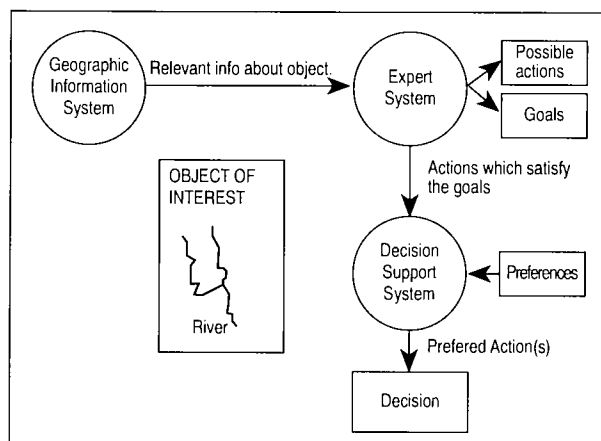 Geographic
Information
System
Relevant info about object.
Expert
System
Possible
actions
Goals
Actions which satisfy
the goals
OBJECT OF
INTEREST
River
Decision
Support
System
Preferences
Prefered Action(s)
Decision